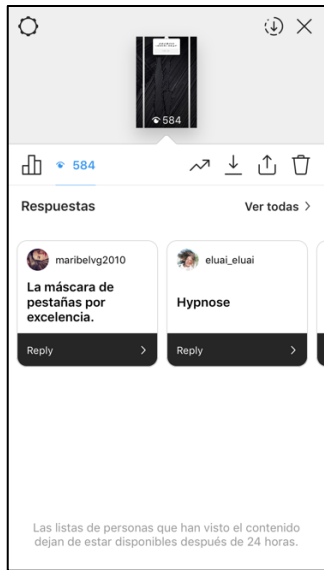 584
584
Respuestas
Ver todas
maribelvg2010
La máscara de
pestañas por
excelencia.
Reply
eluai_eluai
Hypnose
Reply
Las listas de personas que han visto el contenido
dejan de estar disponibles después de 24 horas.